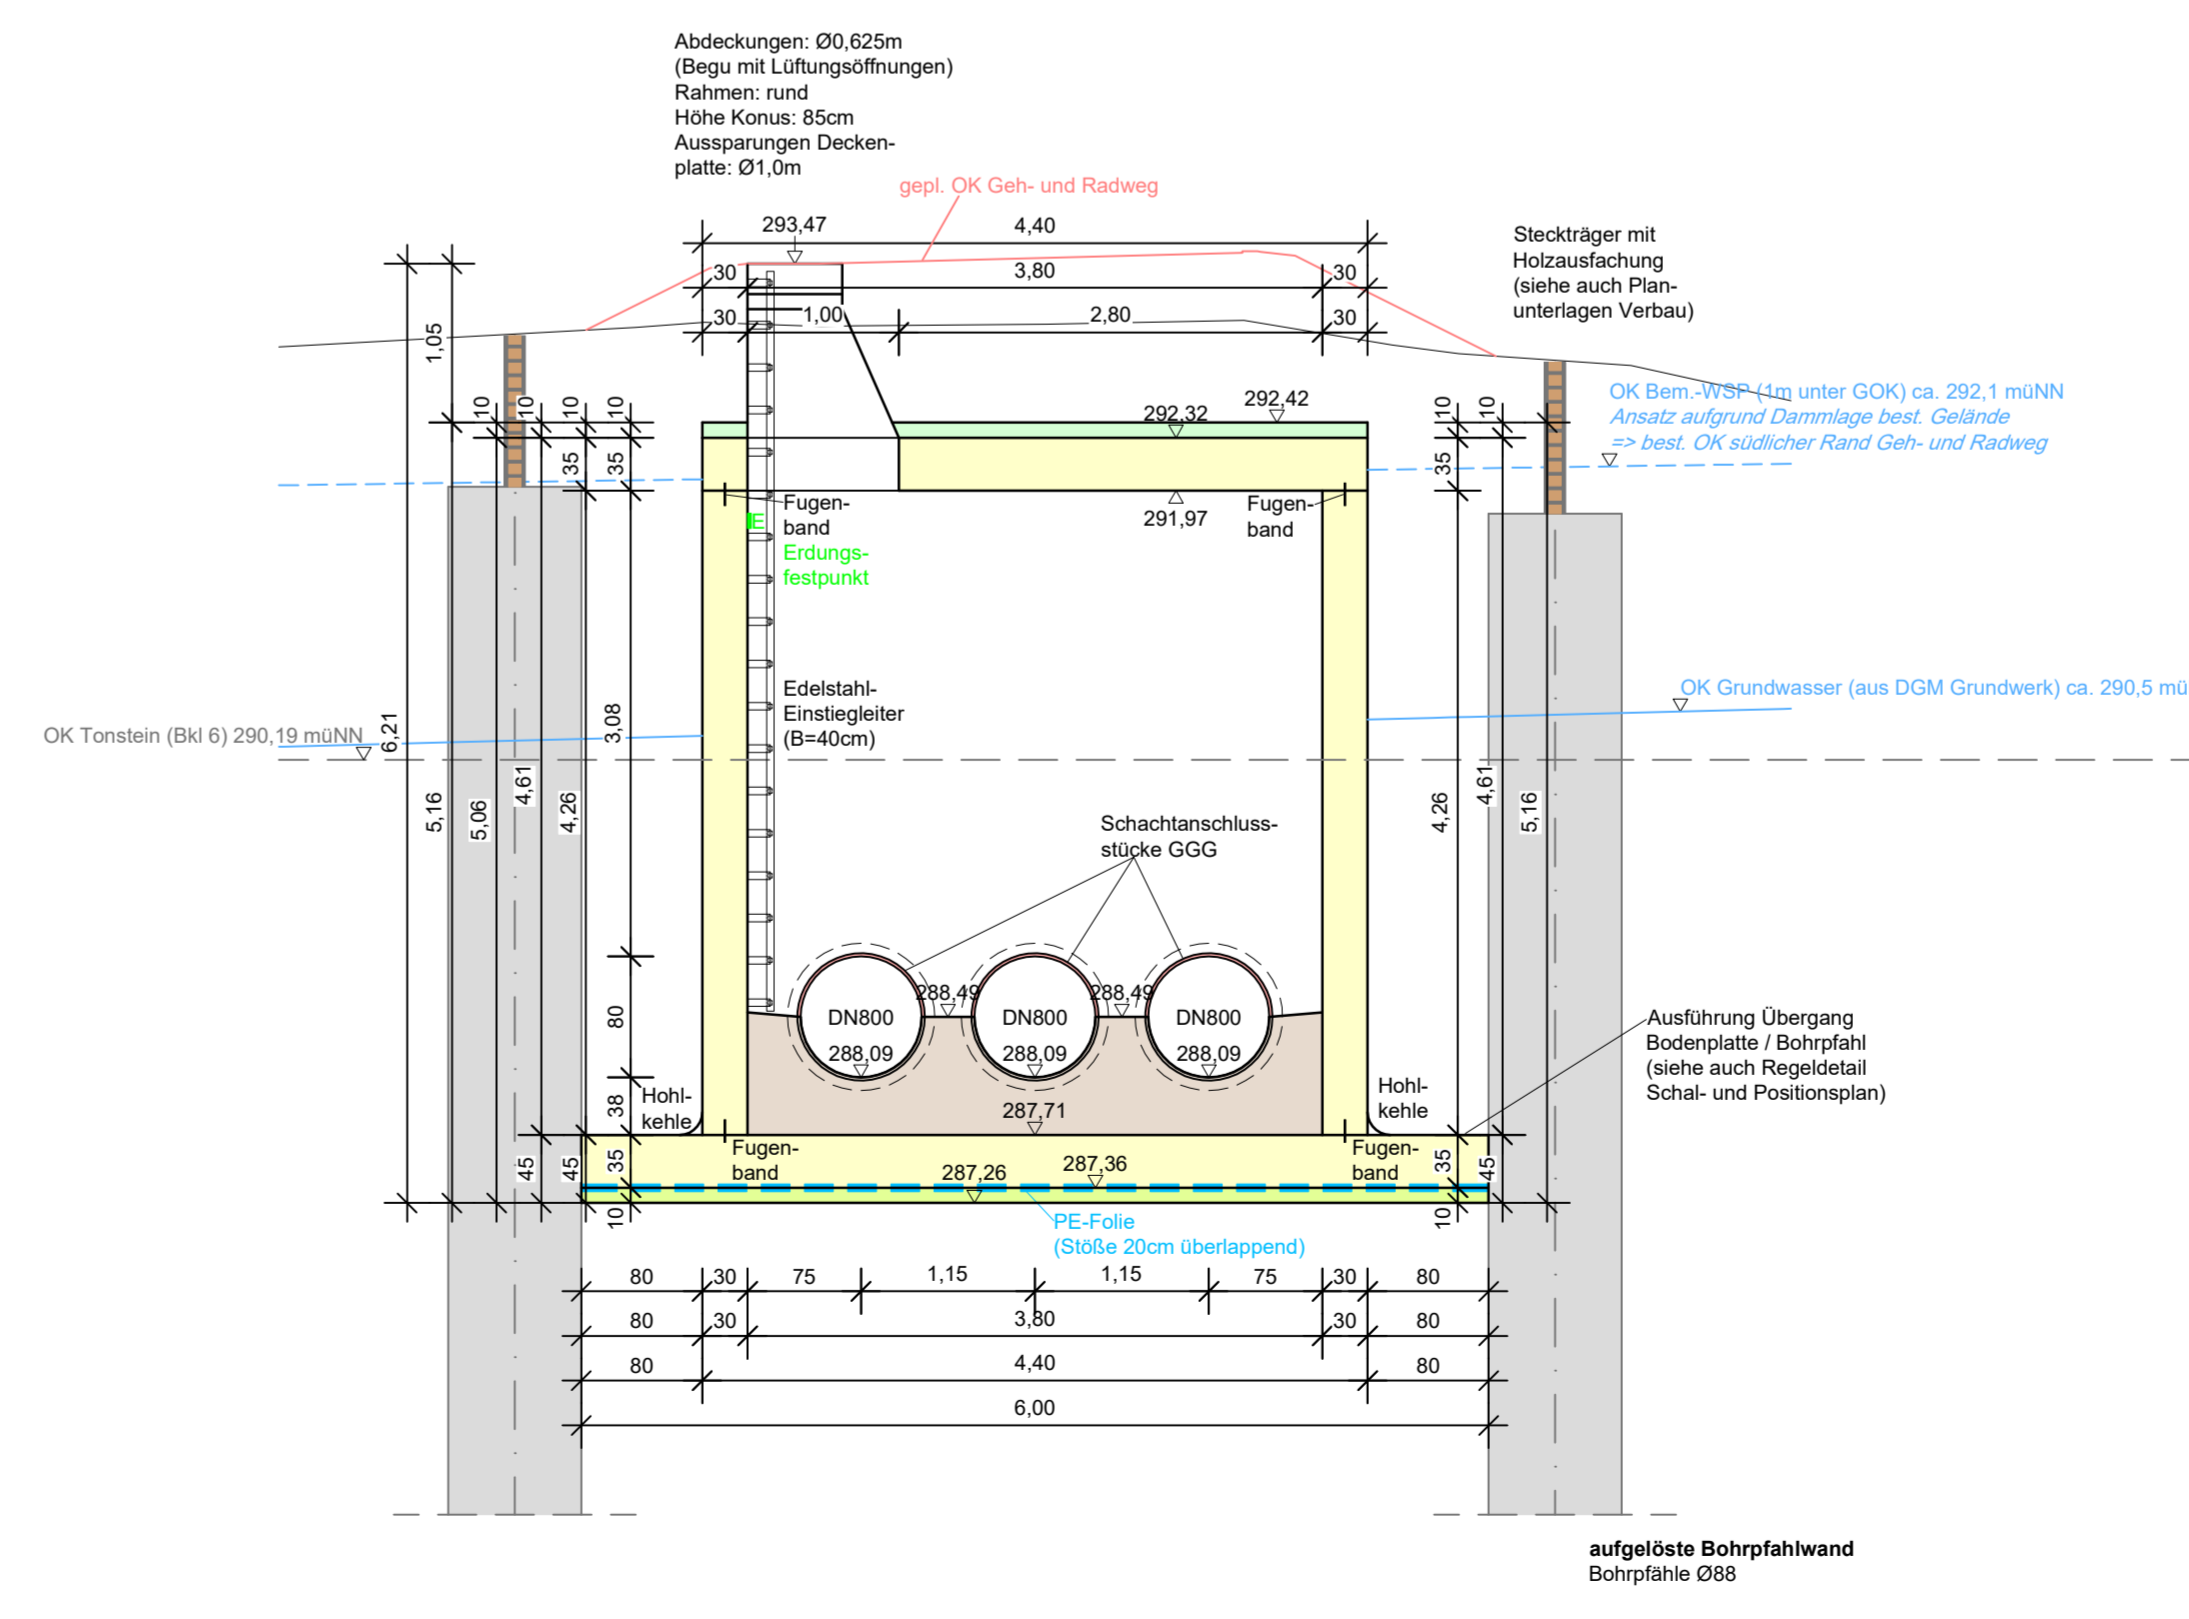 Abdeckungen: Ø0,625m
(Begu mit Lüftungsöffnungen)
Rahmen: rund
Höhe Konus: 85cm
Aussparungen Decken-
platte: Ø1,0m
gepl. OK Geh- und Radweg
293,47
4,40
30
3,80
30
30
1,00
2,80
30
Steckträger mit
Holzausfachung
(siehe auch Plan-
unterlagen Verbau)
OK Bem.-WSP (1m unter GOK) ca. 292,1 müNN
Ansatz aufgrund Dammlage best. Gelände
=> best. OK südlicher Rand Geh- und Radweg
1,05
10
10
10
10
35
35
292,32
292,42
10
10
35
291,97
Fugen-
band
Erdungs-
festpunkt
E
Fugen-
band
Edelstahl-
Einstiegleiter
(B=40cm)
OK Grundwasser (aus DGM Grundwerk) ca. 290,5 mü
OK Tonstein (Bkl 6) 290,19 müNN
6,21
5,16
5,06
4,61
4,26
3,08
4,26
4,61
5,16
Schachtanschluss-
stücke GGG
80
38
288,49
288,49
DN800
DN800
DN800
288,09
288,09
288,09
287,71
Hohl-
kehle
Hohl-
kehle
Ausführung Übergang
Bodenplatte / Bohrpfahl
(siehe auch Regeldetail
Schal- und Positionsplan)
Fugen-
band
Fugen-
band
45
45
35
10
287,26
287,36
35
45
10
PE-Folie
(Stöße 20cm überlappend)
80
30
75
1,15
1,15
75
30
80
80
30
3,80
30
80
80
4,40
80
6,00
aufgelöste Bohrpfahlwand
Bohrpfähle Ø88